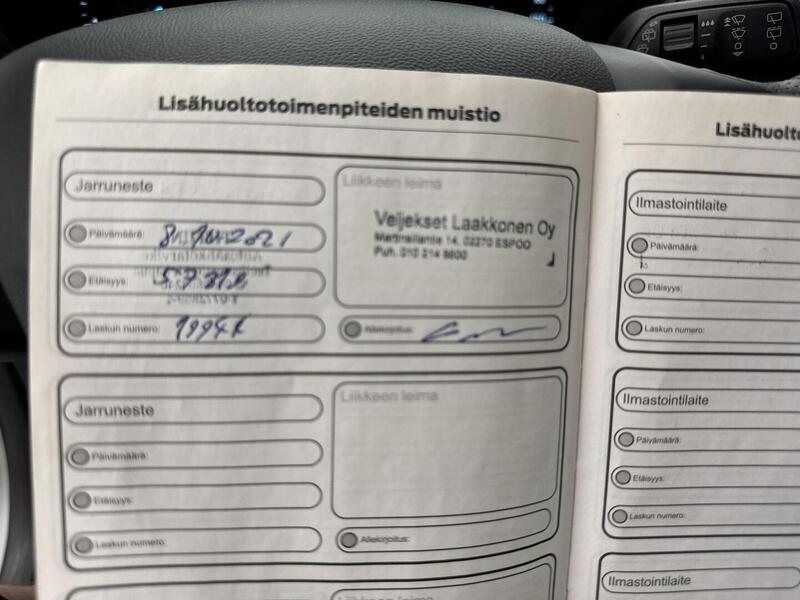 Lisähuoltotoimenpiteiden muistio
Jarruneste
Päivämäärä:
Etäisyys:
Laskun numero:
Liikkeen leima
Veljekset Laakkonen Oy
Martinsillantie 14, 02270 ESPOO
Puh. 010 214 8800
Allekirjoitus:
Jarruneste
Päivämäärä:
Etäisyys:
Laskun numero:
Liikkeen leima
Allekirjoitus:
Liikkeen leima
Ilmastointilaite
Päivämäärä:
Etäisyys:
Laskun numero:
Ilmastointilaite
Päivämäärä:
Etäisyys:
Laskun numero:
Ilmastointilaite